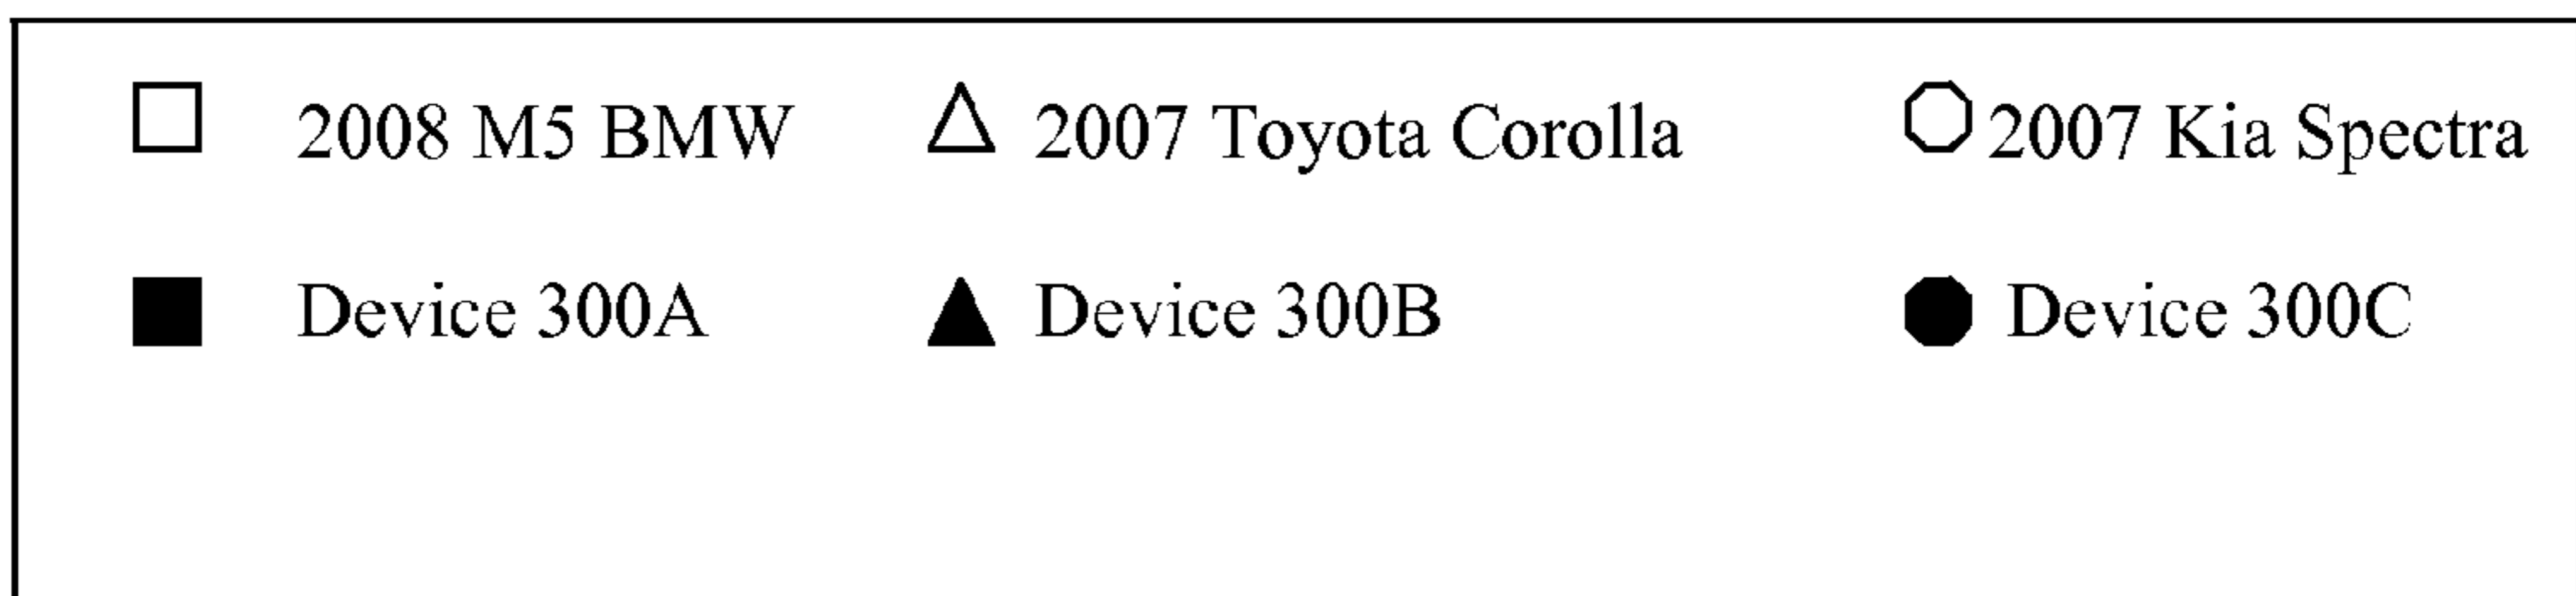 2008 M5 BMW 2007 Toyota Corolla 2007 Kia Spectra
Device 300A Device 300B Device 300C